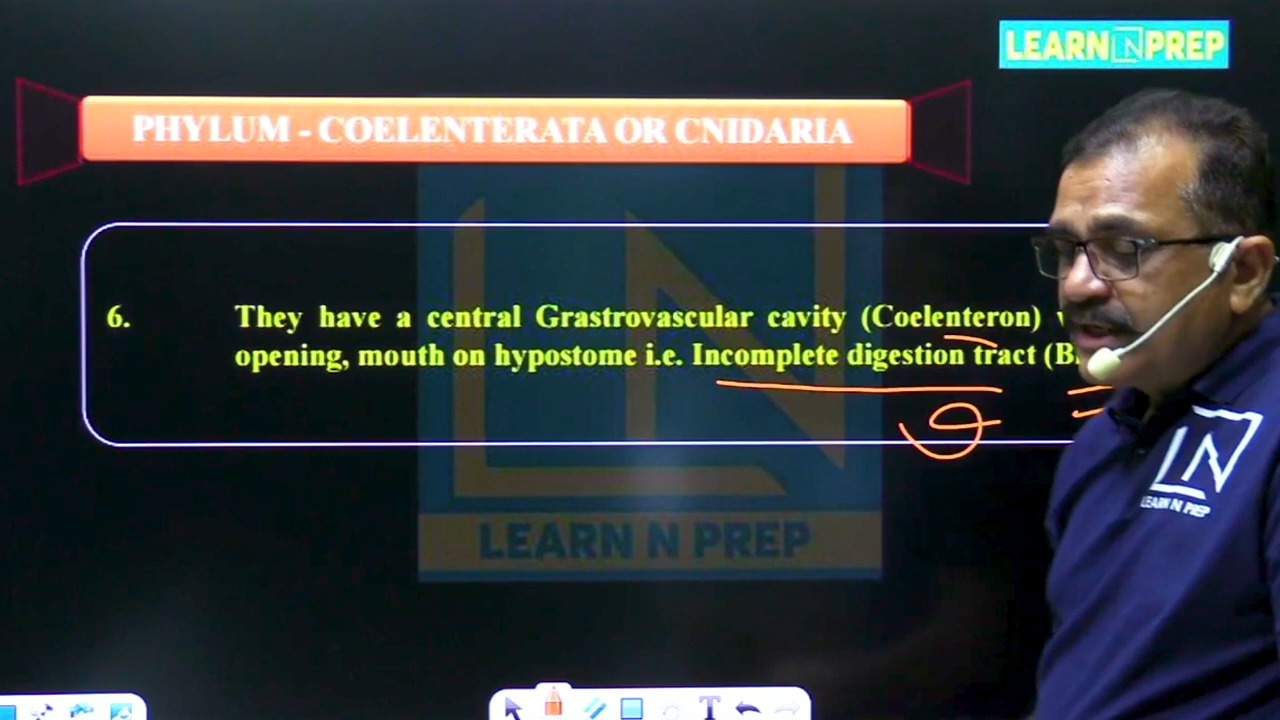 LEARN N PREP
PHYLUM - COELENTERATA OR CNIDARIA
6. They have a central Grastrovascular cavity (Coelenteron)
opening, mouth on hypostome i.e. Incomplete digestion tract
LEARN N PREP
LN
LEARN N PREP